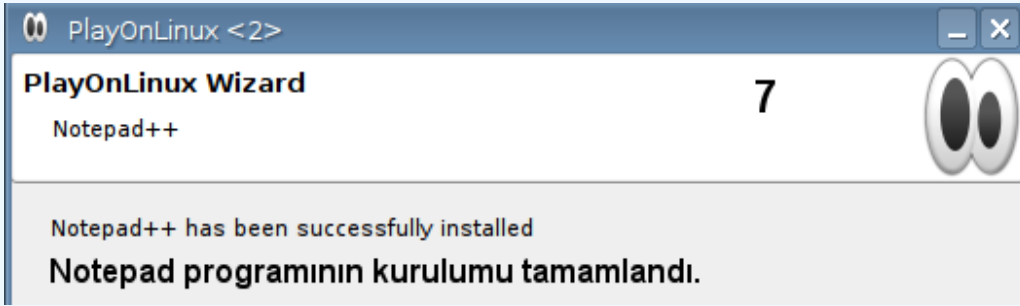 PlayOnLinux <2>
PlayOnLinux Wizard
7
Notepad++
Notepad++ has been successfully installed
Notepad programının kurulumu tamamlandı.